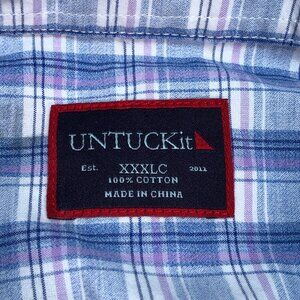 UNTUCKit
Est. XXXLC 2011
100% COTTON
MADE IN CHINA